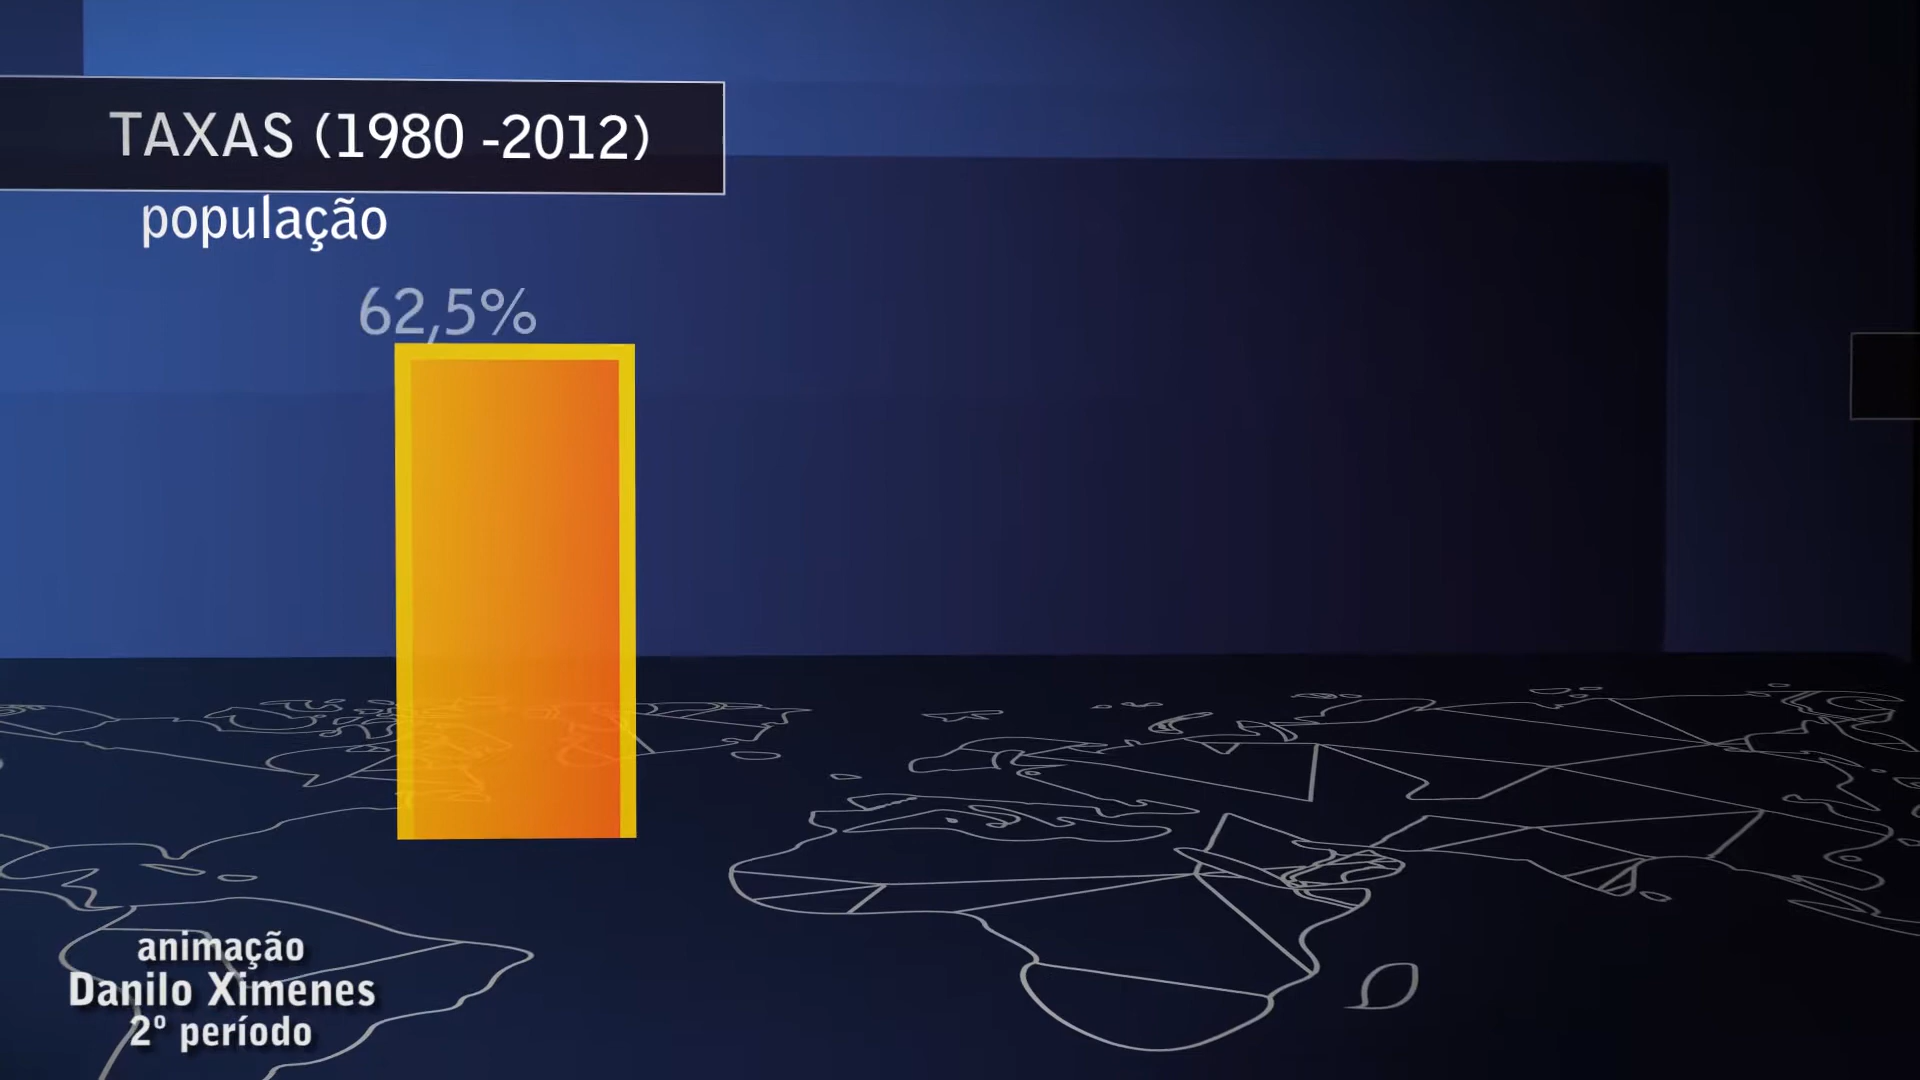 TAXAS (1980 -2012)
população
62,5%
animação
Danilo Ximenes
2º período